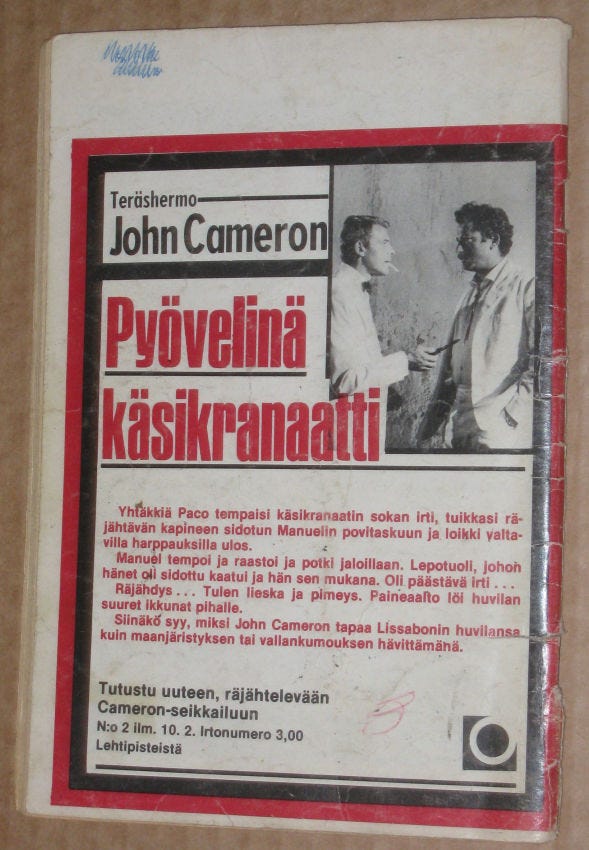 Teräshermo
John Cameron
Pyövelinä
käsikranaatti
Yhtäkkiä Paco tempaisi käsikranaatin sokan irti, tuikkasi rä-
jähtävän kapineen sidotun Manuelin povitaskuun ja loikki valta-
villa harppauksilla ulos.
Manuel tempoi ja raastoi ja potki jaloillaan. Lepotuoli, johon
hänet oli sidottu kaatui ja hän sen mukana. Oli päästävä irti ...
Räjähdys ... Tulen lieska ja pimeys. Paineaalto löi huvilan
suuret ikkunat pihalle.
Siinäkö syy, miksi John Cameron tapaa Lissabonin huvilansa
kuin maanjäristyksen tai vallankumouksen hävittämänä.
Tutustu uuteen, räjähtelevään
Cameron-seikkailuun
N:o 2 ilm. 10. 2. Irtonumero 3,00
Lehtipisteistä